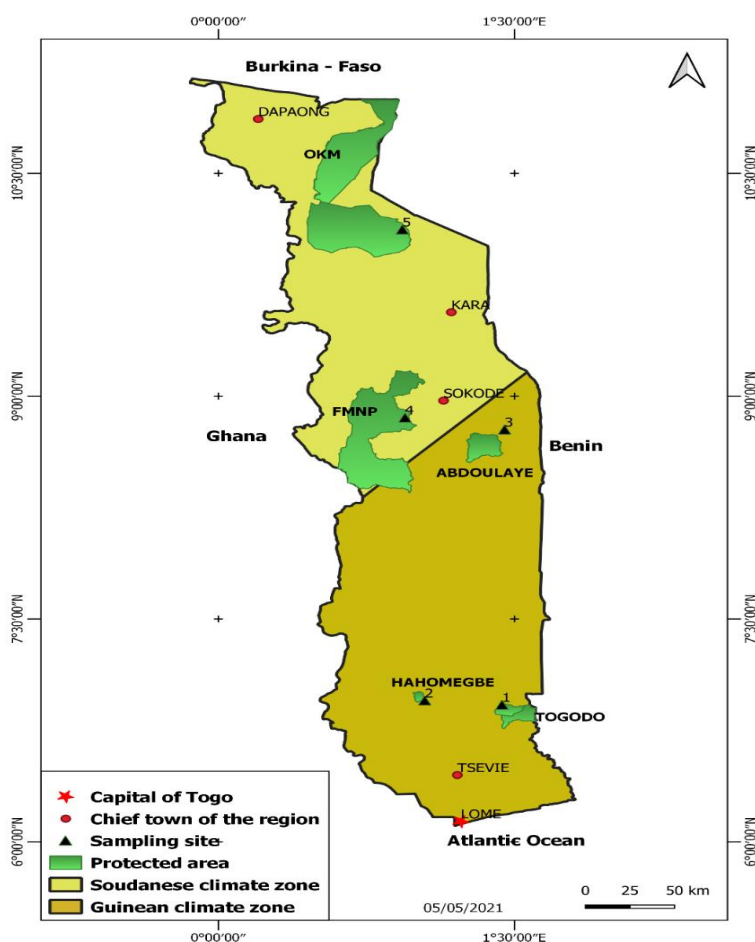 0°00′00″
1°30′00″E
Burkina - Faso
DAPAONG
OKM
10°30′00″N
10°30′00″N
5
KARA
SOKODE
9°00′00″N
9°00′00″N
FMNP
4
3
Ghana
Benin
ABDOULAYE
7°30′00″N
7°30′00″N
HAHOMEGBE
2
1
TOGODO
TSEVIE
LOME
Atlantic Ocean
6°00′00″N
6°00′00″N
Capital of Togo
Chief town of the region
Sampling site
Protected area
Soudanese climate zone
Guinean climate zone
05/05/2021
0 25 50 km
0°00′00″
1°30′00″E